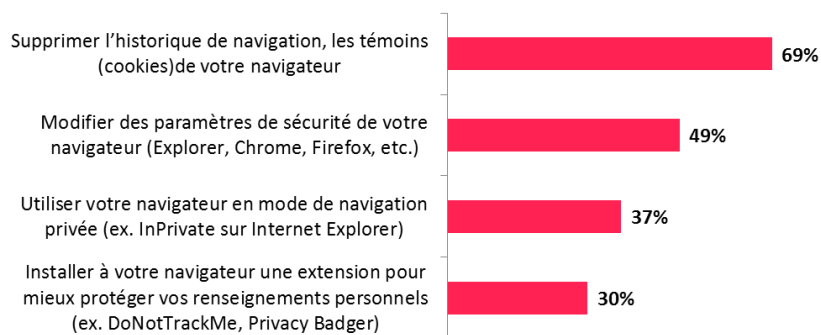 Supprimer l’historique de navigation, les témoins
(cookies)de votre navigateur
69%
Modifier des paramètres de sécurité de votre
navigateur (Explorer, Chrome, Firefox, etc.)
49%
Utiliser votre navigateur en mode de navigation
privée (ex. InPrivate sur Internet Explorer)
37%
Installer à votre navigateur une extension pour
mieux protéger vos renseignements personnels
(ex. DoNotTrackMe, Privacy Badger)
30%